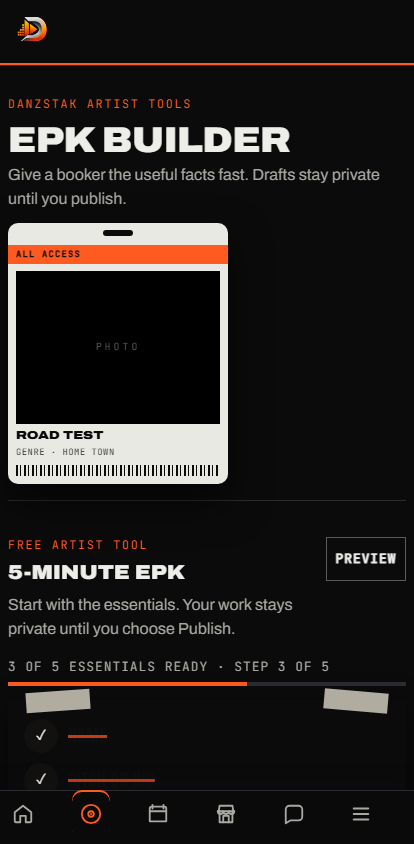 DANZSTAK ARTIST TOOLS
EPK BUILDER
Give a booker the useful facts fast. Drafts stay private
until you publish.
ALL ACCESS
PHOTO
ROAD TEST
GENRE · HOME TOWN
FREE ARTIST TOOL
5-MINUTE EPK
PREVIEW
Start with the essentials. Your work stays
private until you choose Publish.
3 OF 5 ESSENTIALS READY · STEP 3 OF 5